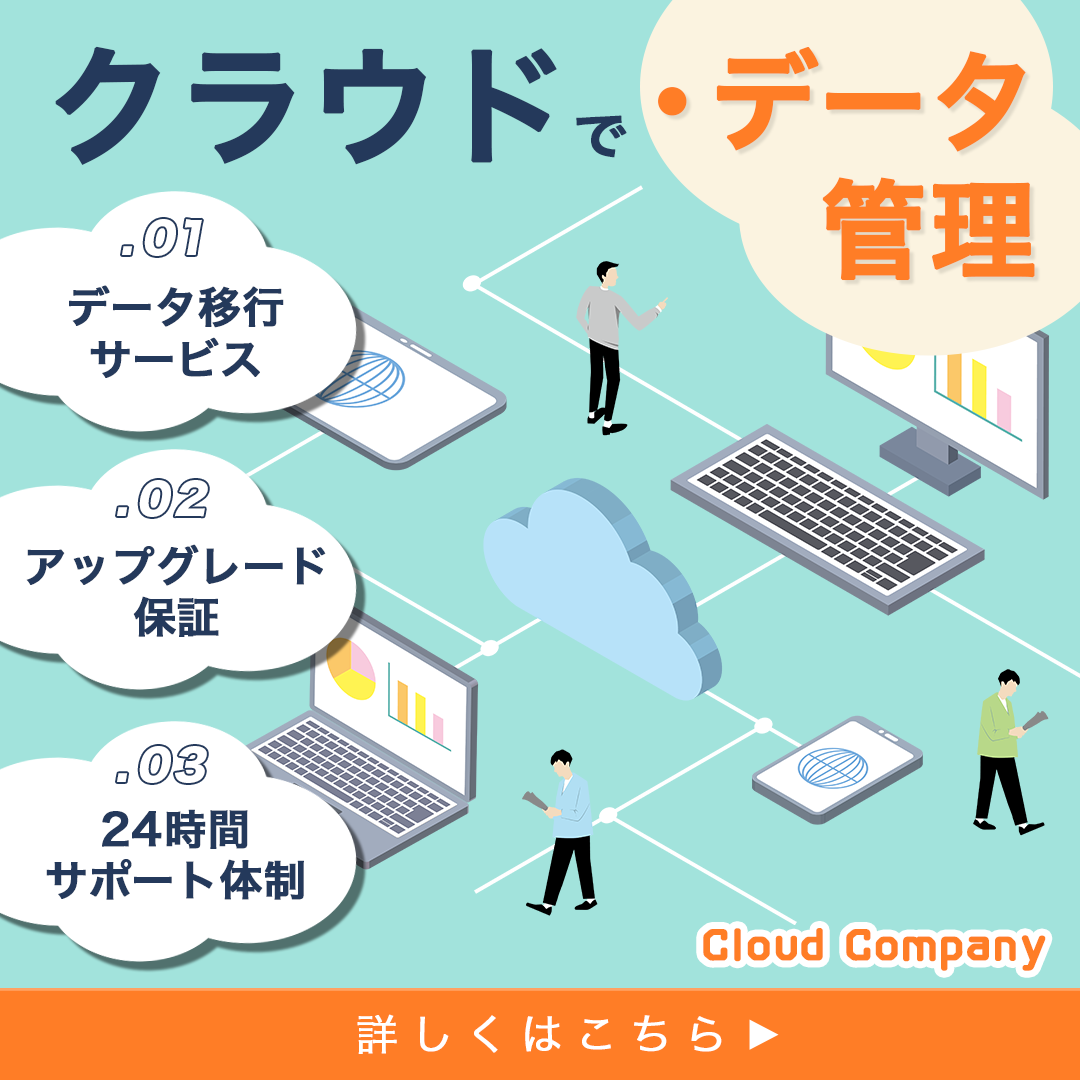 クラウドで
・データ
管理
.01
データ移行
サービス
.02
アップグレード
保証
.03
24時間
サポート体制
Cloud Company
詳しくはこちら▶